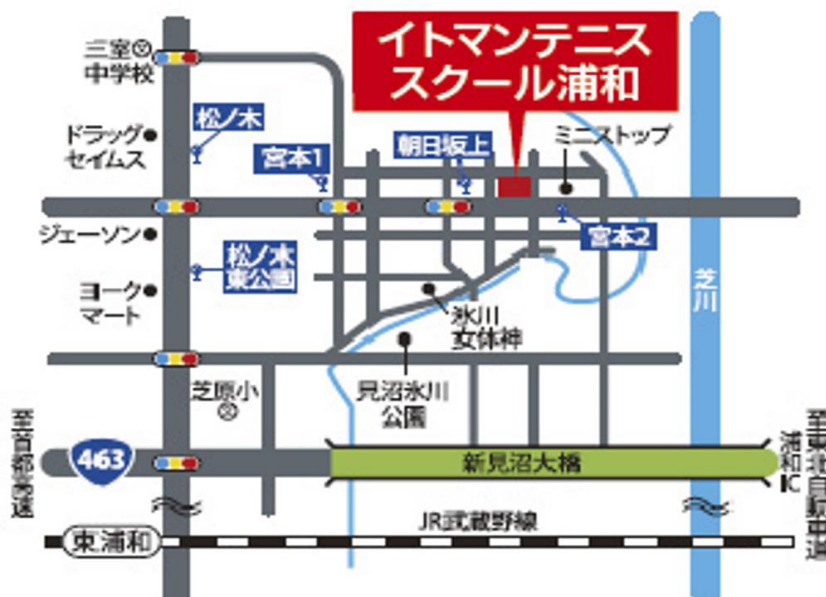 イトマンテニス
スクール浦和
三室
中学校
松ノ木
ドラッグ
セイムス
宮本1
朝日坂上
ミニストップ
ジェーソン
宮本2
松ノ木
東公園
ヨーク
マート
芝川
氷川
女体神
芝原小
見沼氷川
公園
至首都高速
463
新見沼大橋
浦和IC
至東北自動車道
JR武蔵野線
東浦和